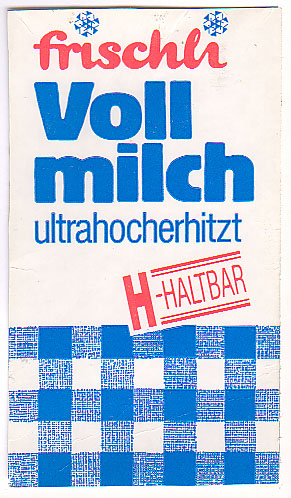 frischli
Voll
milch
ultrahocherhitzt
H-HALTBAR